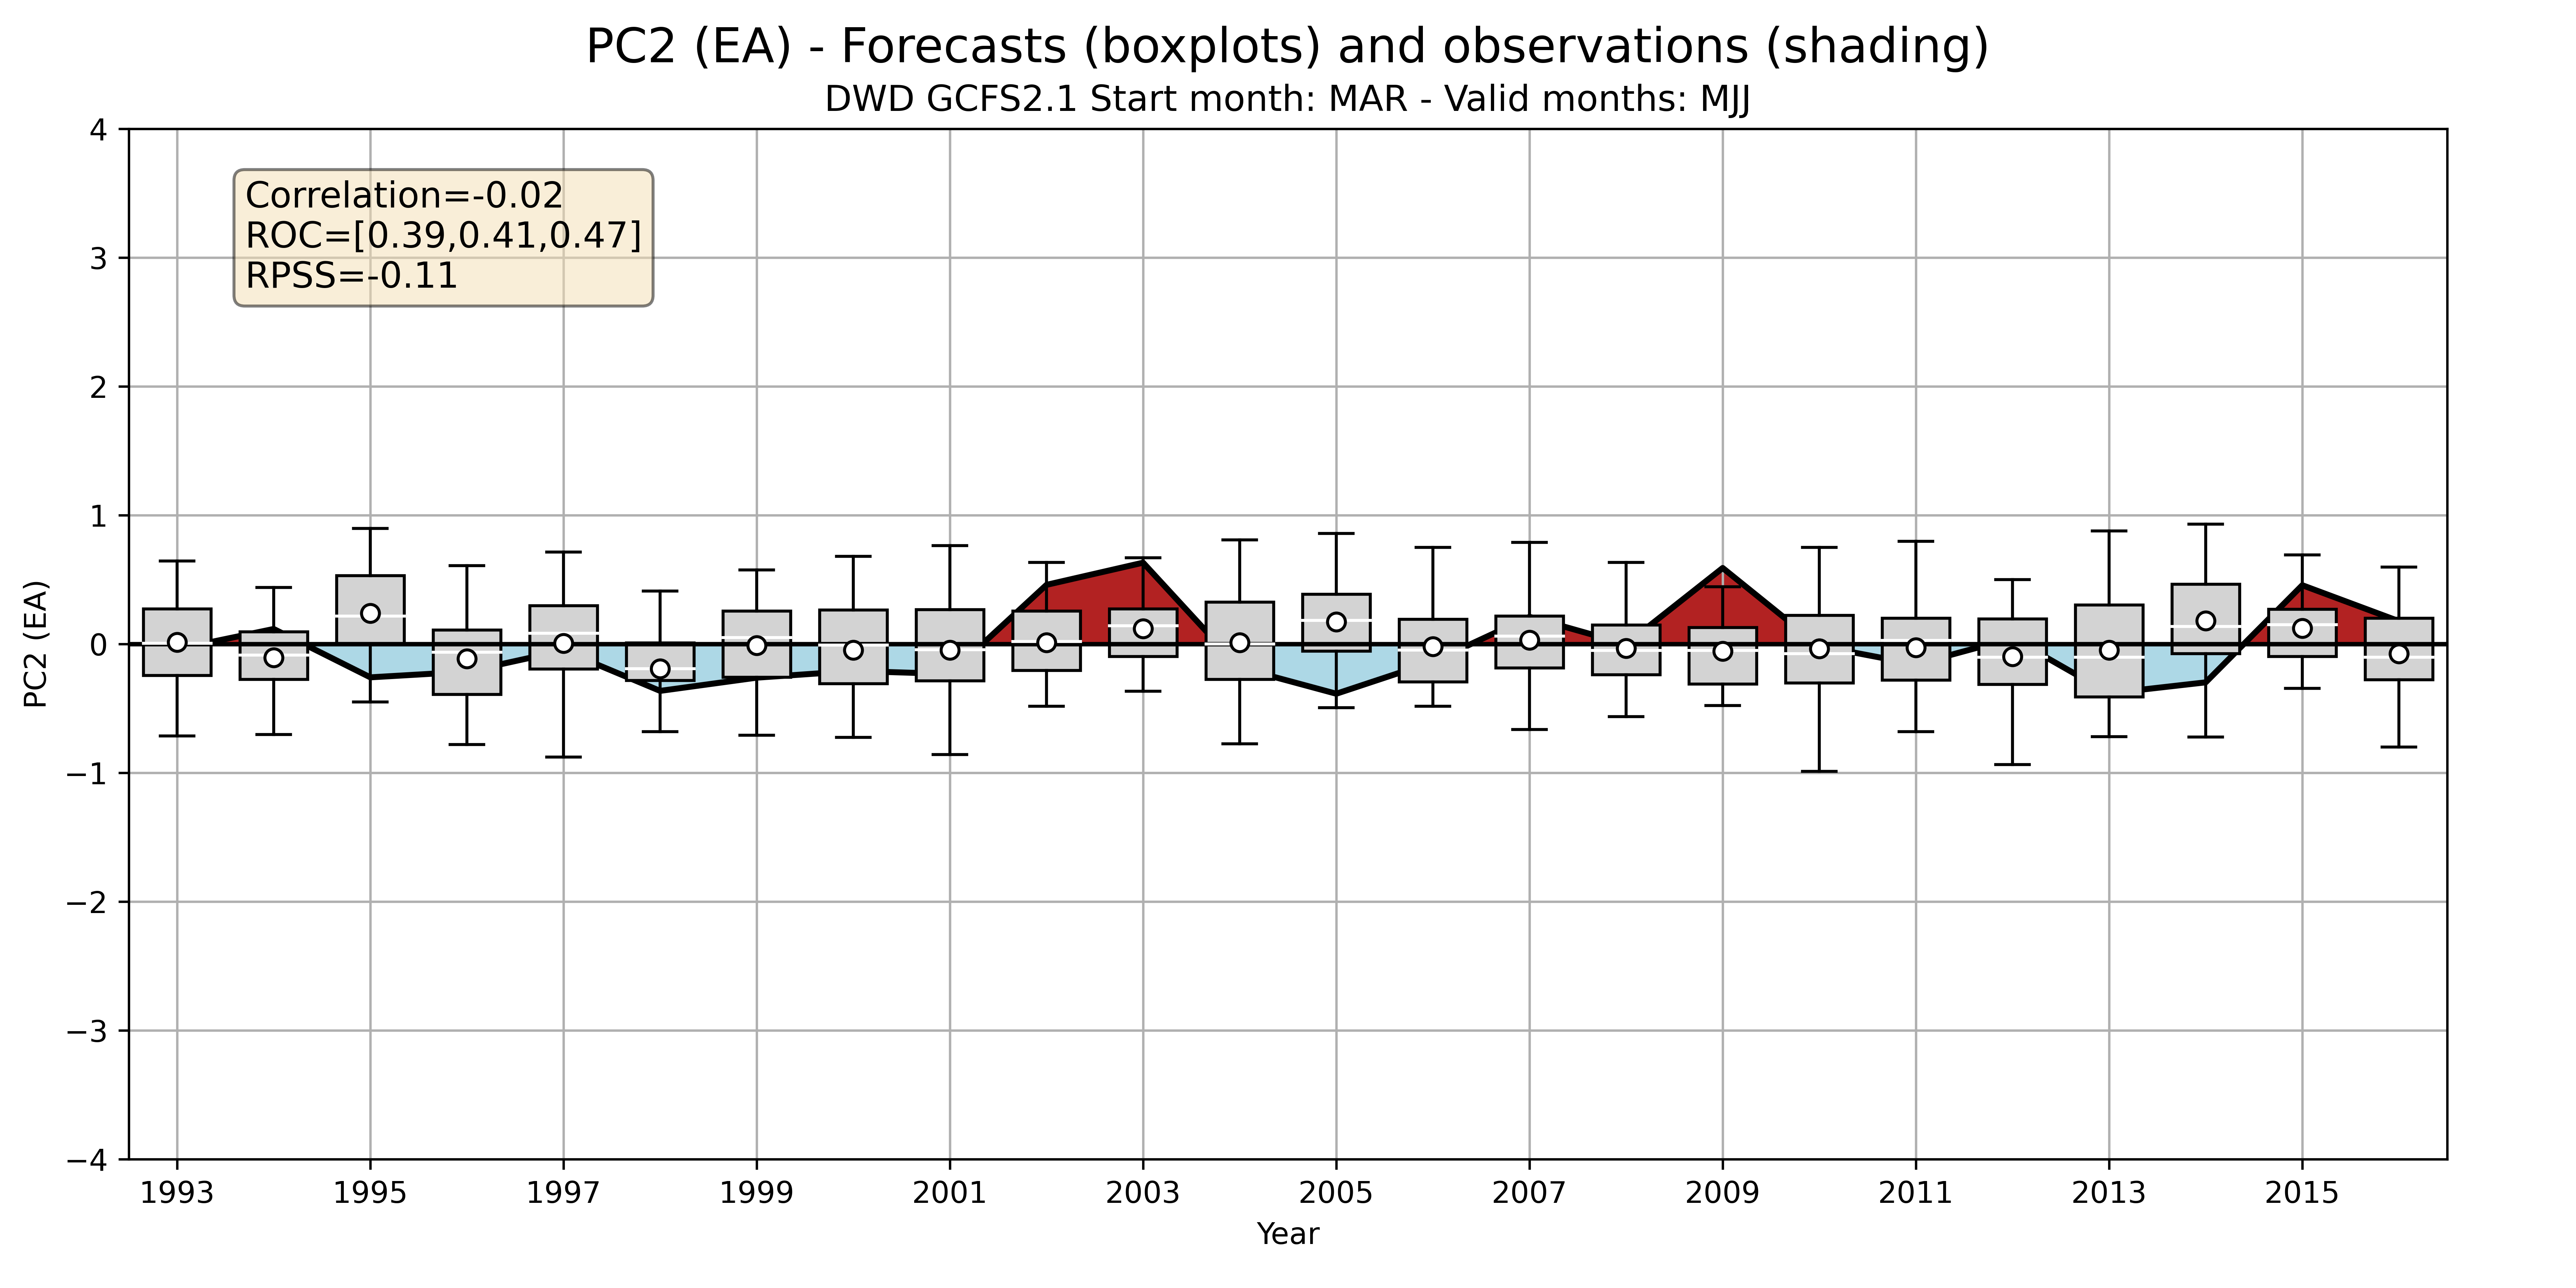 PC2 (EA) - Forecasts (boxplots) and observations (shading)
DWD GCFS2.1 Start month: MAR - Valid months: MJJ
Correlation=-0.02
ROC=[0.39,0.41,0.47]
RPSS=-0.11
PC2 (EA)
4
3
2
1
0
−1
−2
−3
−4
1993 1995 1997 1999 2001 2003 2005 2007 2009 2011 2013 2015
Year